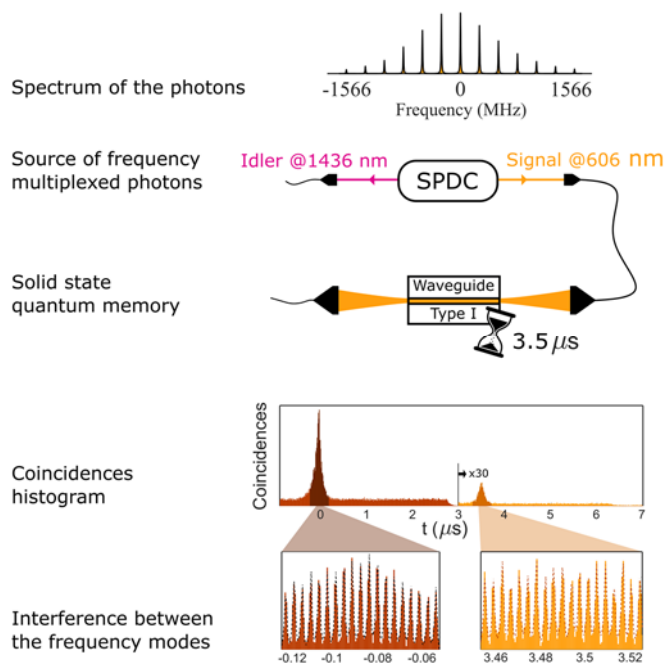 Spectrum of the photons
-1566 0 1566
Frequency (MHz)
Source of frequency
multiplexed photons
Idler @1436 nm
SPDC
Signal @606 nm
Solid state
quantum memory
Waveguide
Type I
3.5 μs
Coincidences
histogram
Coincidences
x30
0 1 2 3 4 5 6 7
t (μs)
Interference between
the frequency modes
-0.12 -0.1 -0.08 -0.06
3.46 3.48 3.5 3.52